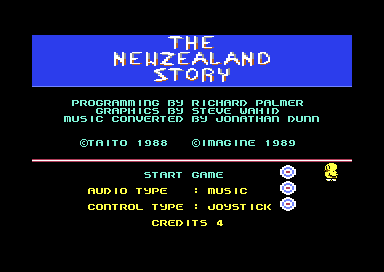 THE
NEWZEALAND
STORY
PROGRAMMING BY RICHARD PALMER
GRAPHICS BY STEVE WAHID
MUSIC CONVERTED BY JONATHAN DUNN
©TAITO 1988 ©IMAGINE 1989
START GAME
AUDIO TYPE : MUSIC
CONTROL TYPE : JOYSTICK
CREDITS 4